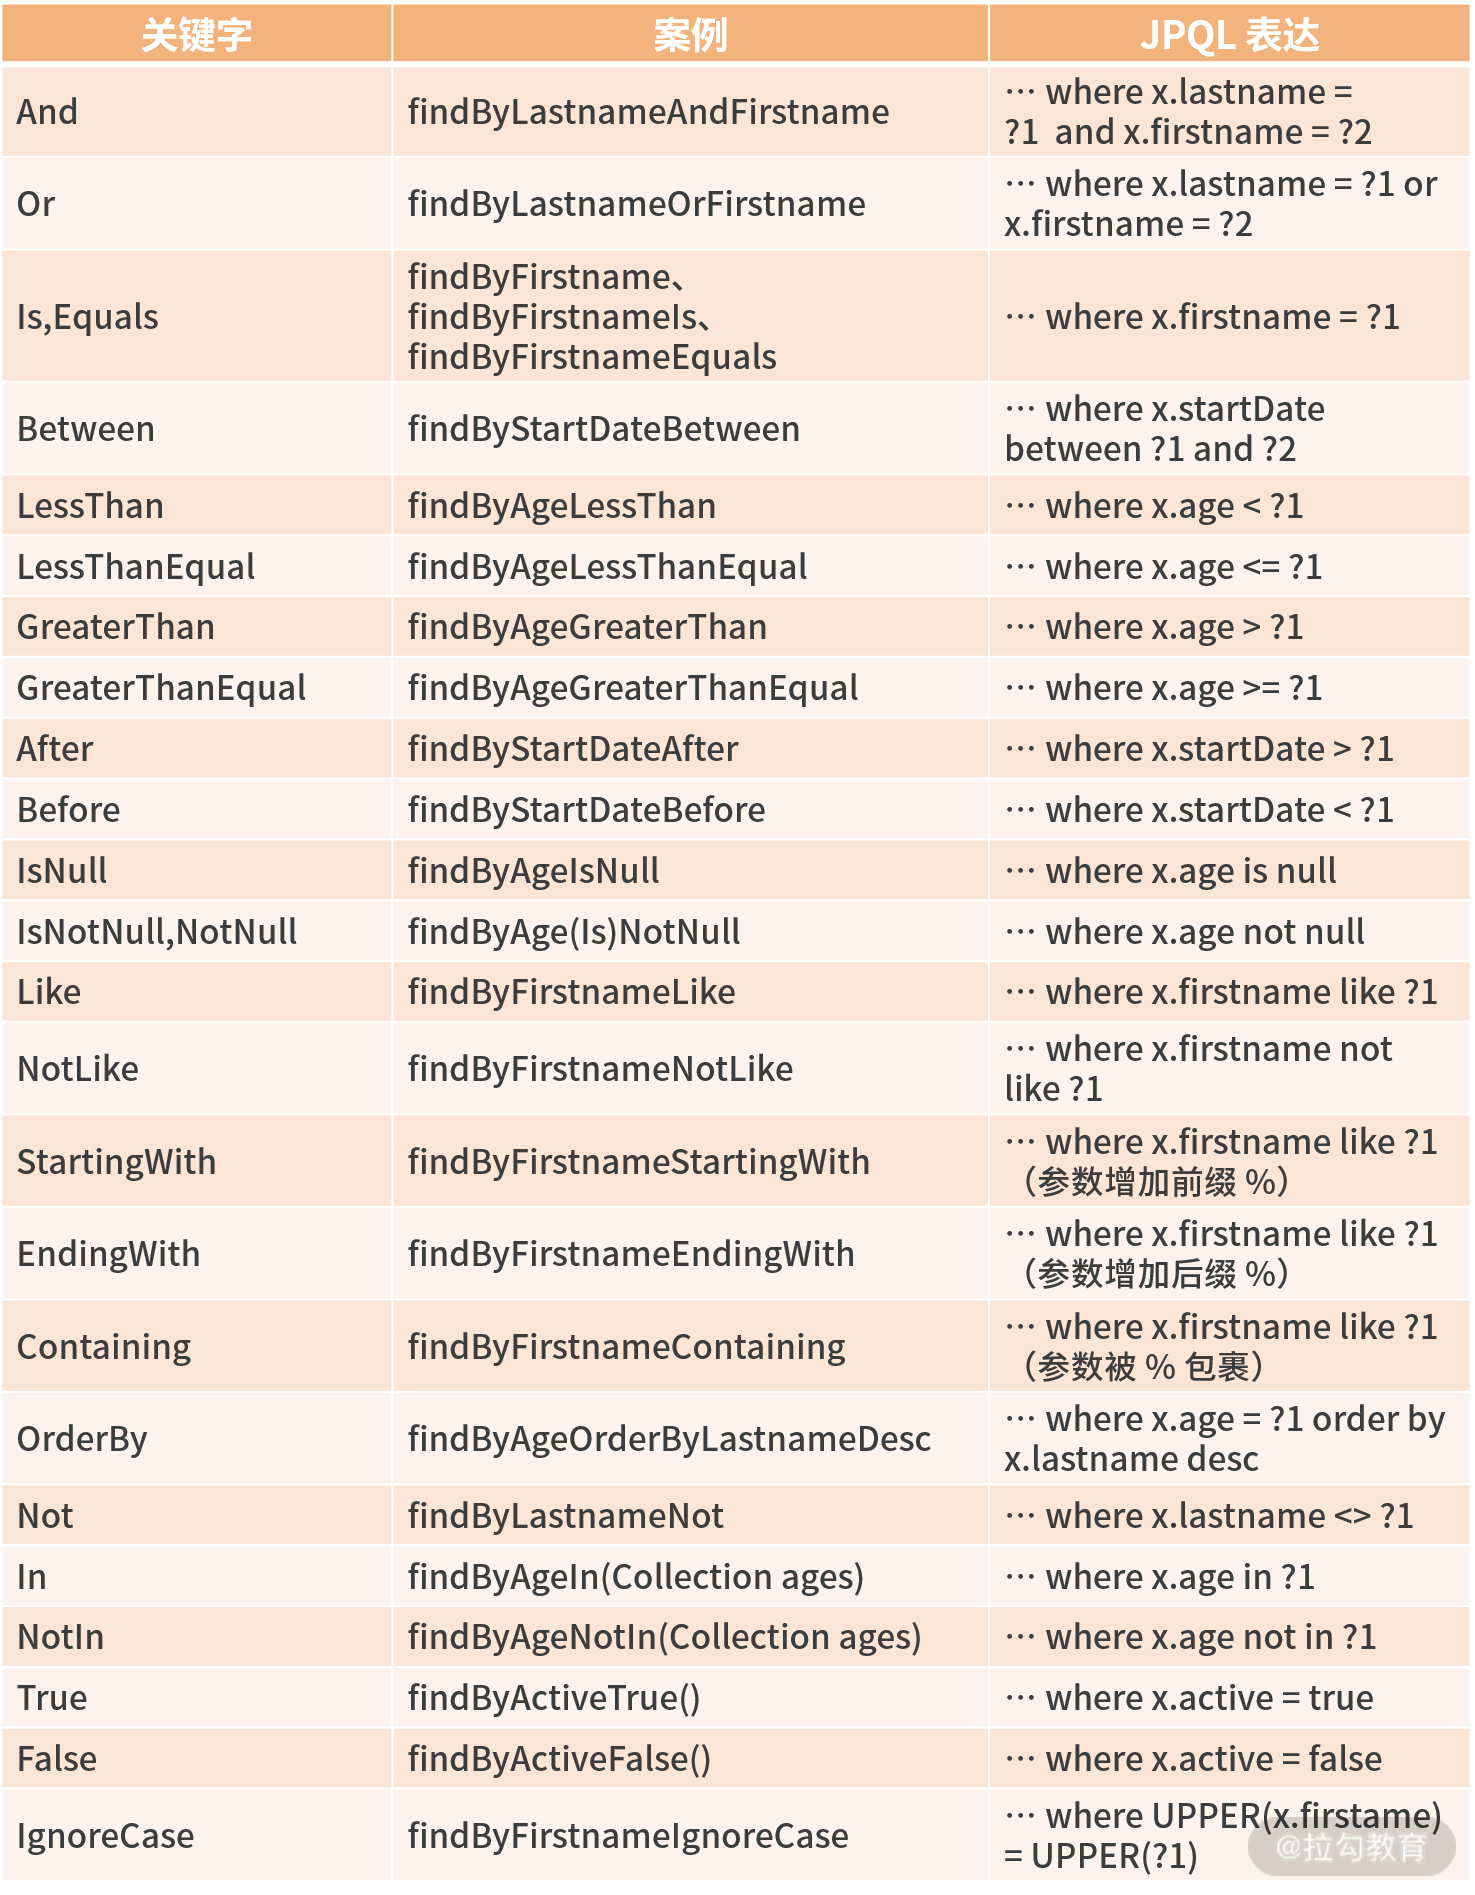 关键字
案例
JPQL 表达
And
findByLastnameAndFirstname
··· where x.lastname =
?1  and x.firstname = ?2
Or
findByLastnameOrFirstname
··· where x.lastname = ?1 or
x.firstname = ?2
Is,Equals
findByFirstname、
findByFirstnameIs、
findByFirstnameEquals
··· where x.firstname = ?1
Between
findByStartDateBetween
··· where x.startDate
between ?1 and ?2
LessThan
findByAgeLessThan
··· where x.age < ?1
LessThanEqual
findByAgeLessThanEqual
··· where x.age <= ?1
GreaterThan
findByAgeGreaterThan
··· where x.age > ?1
GreaterThanEqual
findByAgeGreaterThanEqual
··· where x.age >= ?1
After
findByStartDateAfter
··· where x.startDate > ?1
Before
findByStartDateBefore
··· where x.startDate < ?1
IsNull
findByAgeIsNull
··· where x.age is null
IsNotNull,NotNull
findByAge(Is)NotNull
··· where x.age not null
Like
findByFirstnameLike
··· where x.firstname like ?1
NotLike
findByFirstnameNotLike
··· where x.firstname not
like ?1
StartingWith
findByFirstnameStartingWith
··· where x.firstname like ?1
（参数增加前缀 %）
EndingWith
findByFirstnameEndingWith
··· where x.firstname like ?1
（参数增加后缀 %）
Containing
findByFirstnameContaining
··· where x.firstname like ?1
（参数被 % 包裹）
OrderBy
findByAgeOrderByLastnameDesc
··· where x.age = ?1 order by
x.lastname desc
Not
findByLastnameNot
··· where x.lastname <> ?1
In
findByAgeIn(Collection ages)
··· where x.age in ?1
NotIn
findByAgeNotIn(Collection ages)
··· where x.age not in ?1
True
findByActiveTrue()
··· where x.active = true
False
findByActiveFalse()
··· where x.active = false
IgnoreCase
findByFirstnameIgnoreCase
··· where UPPER(x.firstame)
= UPPER(?1)
@拉勾教育